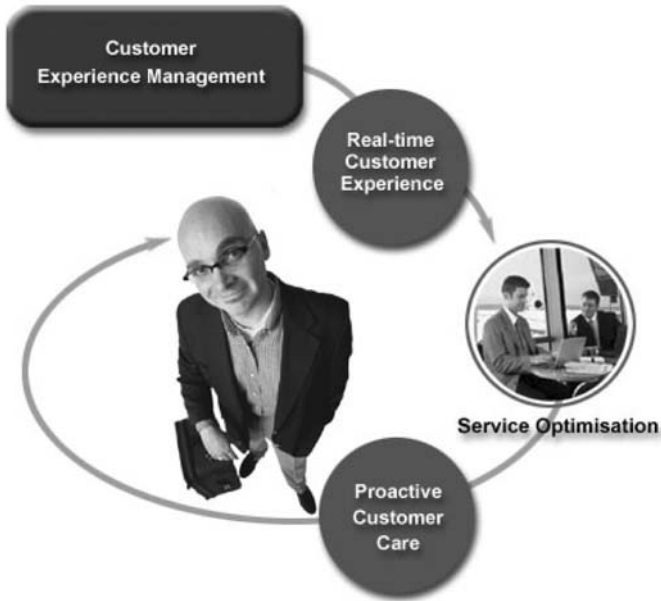 Customer
Experience Management
Real-time
Customer
Experience
Service Optimisation
Proactive
Customer
Care